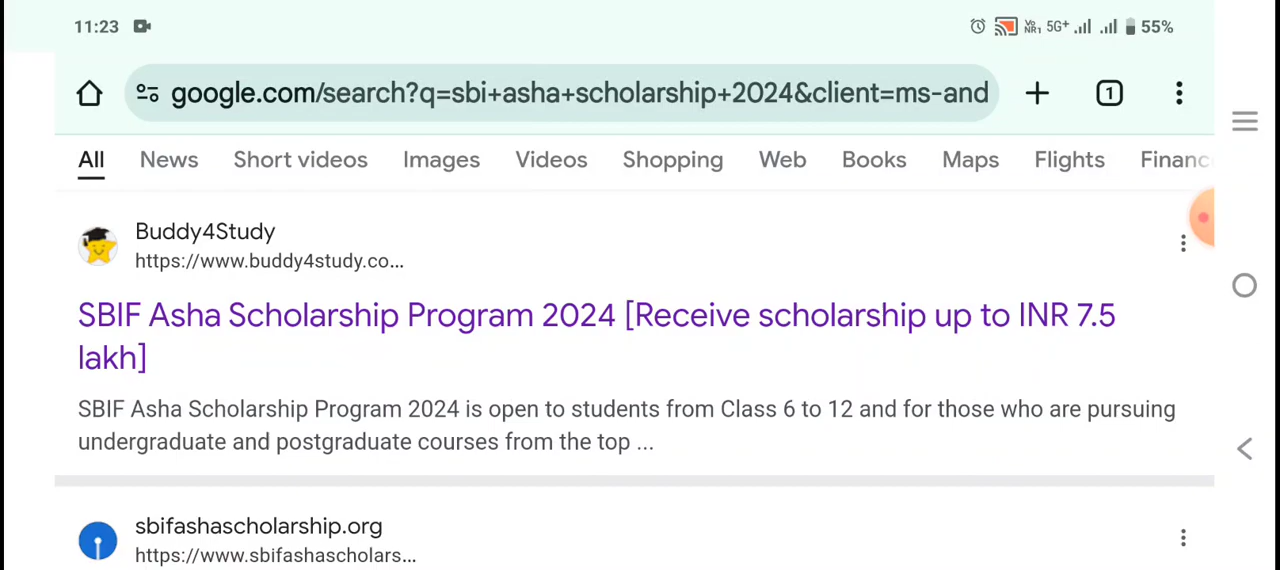 11:23 Vo NR1 5G+ 55%
google.com/search?q=sbi+asha+scholarship+2024&client=ms-and 1
All News Short videos Images Videos Shopping Web Books Maps Flights Financ
Buddy4Study
https://www.buddy4study.co...
SBIF Asha Scholarship Program 2024 [Receive scholarship up to INR 7.5
lakh]
SBIF Asha Scholarship Program 2024 is open to students from Class 6 to 12 and for those who are pursuing
undergraduate and postgraduate courses from the top ...
sbifashascholarship.org
https://www.sbifashascholars...